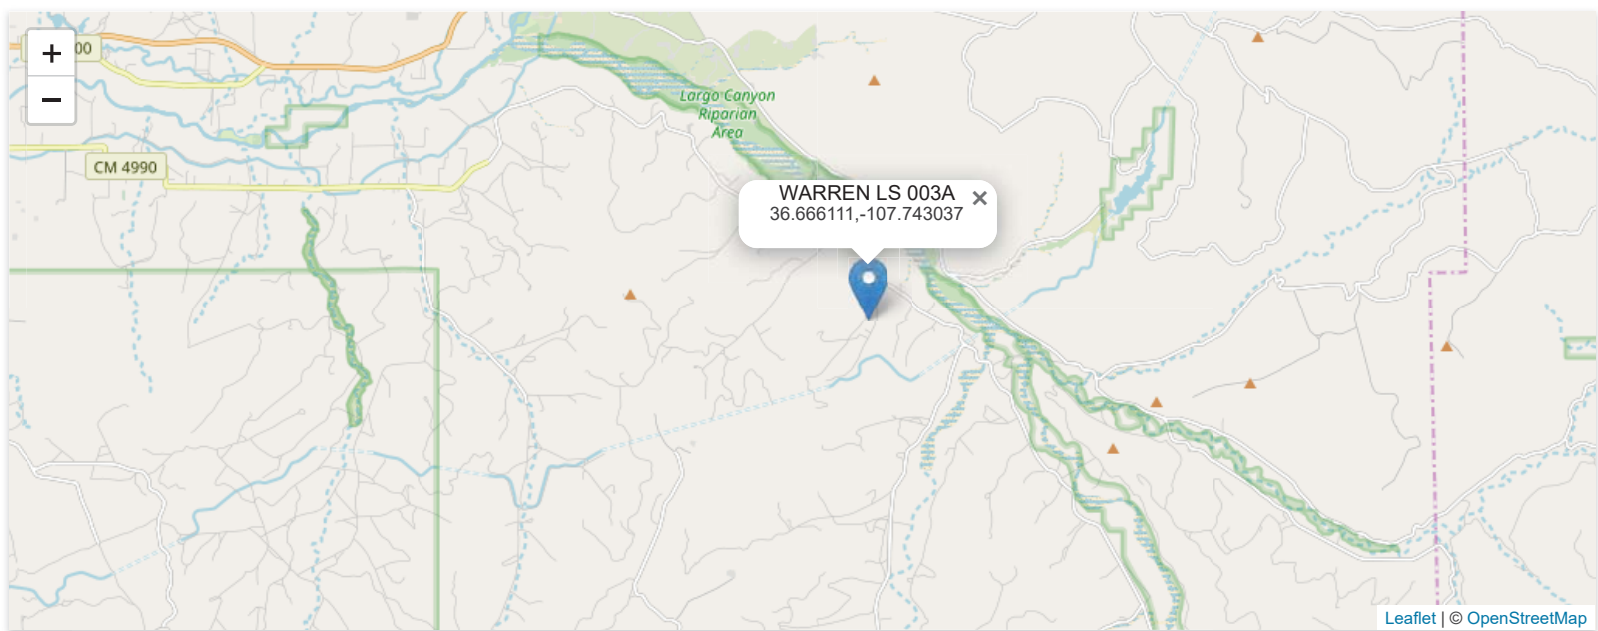 +
−
00
CM 4990
Largo Canyon
Riparian
Area
WARREN LS 003A ×
36.666111,-107.743037
Leaflet | © OpenStreetMap